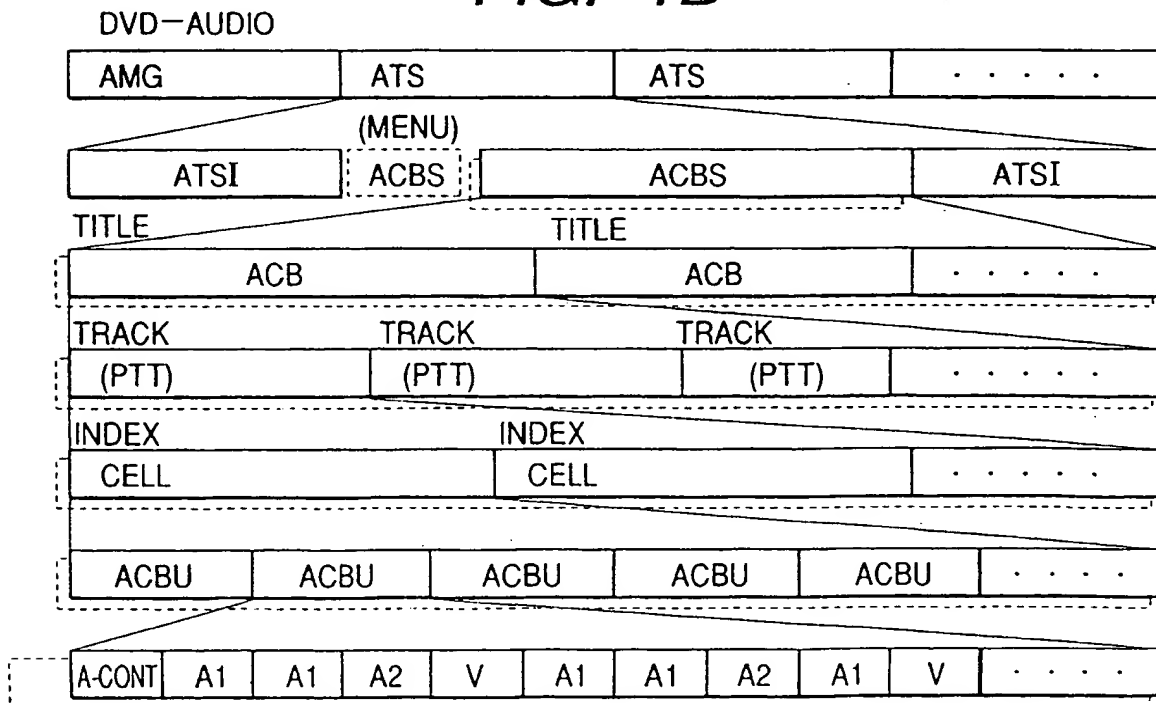 DVD-AUDIO
AMG ATS ATS · · · · ·
(MENU)
ATSI ACBS ACBS ATSI
TITLE TITLE
ACB ACB · · · · ·
TRACK TRACK TRACK
(PTT) (PTT) (PTT) · · · · ·
INDEX INDEX
CELL CELL · · · · ·
ACBU ACBU ACBU ACBU ACBU · · · ·
A-CONT A1 A1 A2 V A1 A1 A2 A1 V · · · ·